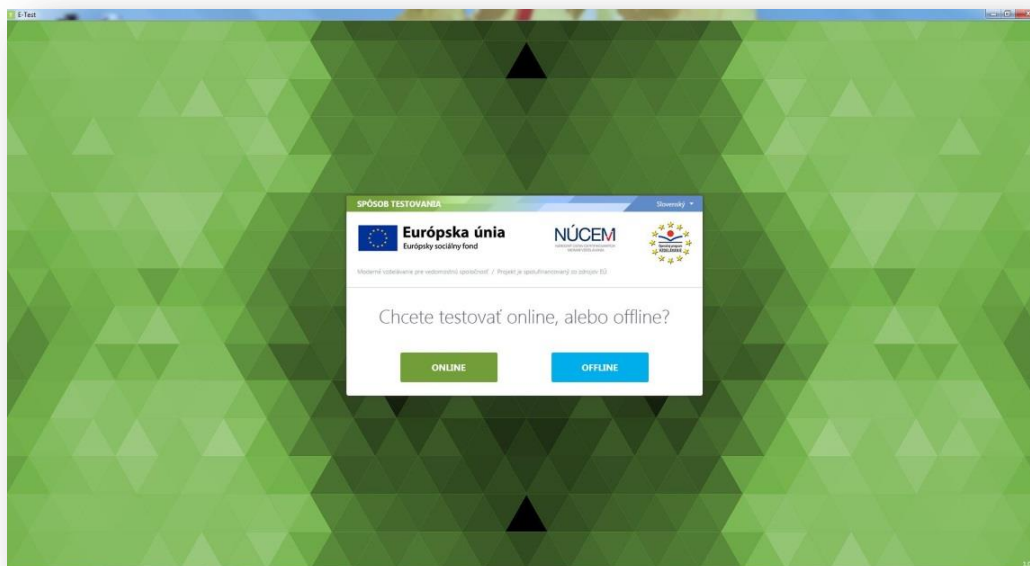 E-Test
SPÔSOB TESTOVANIA
Slovenský
Európska únia
Európsky sociálny fond
NÚCEM
Moderné vzdelávanie pre vedomostnú spoločnosť / Projekt je spolufinancovaný zo zdrojov EÚ
Chcete testovať online, alebo offline?
ONLINE
OFFLINE